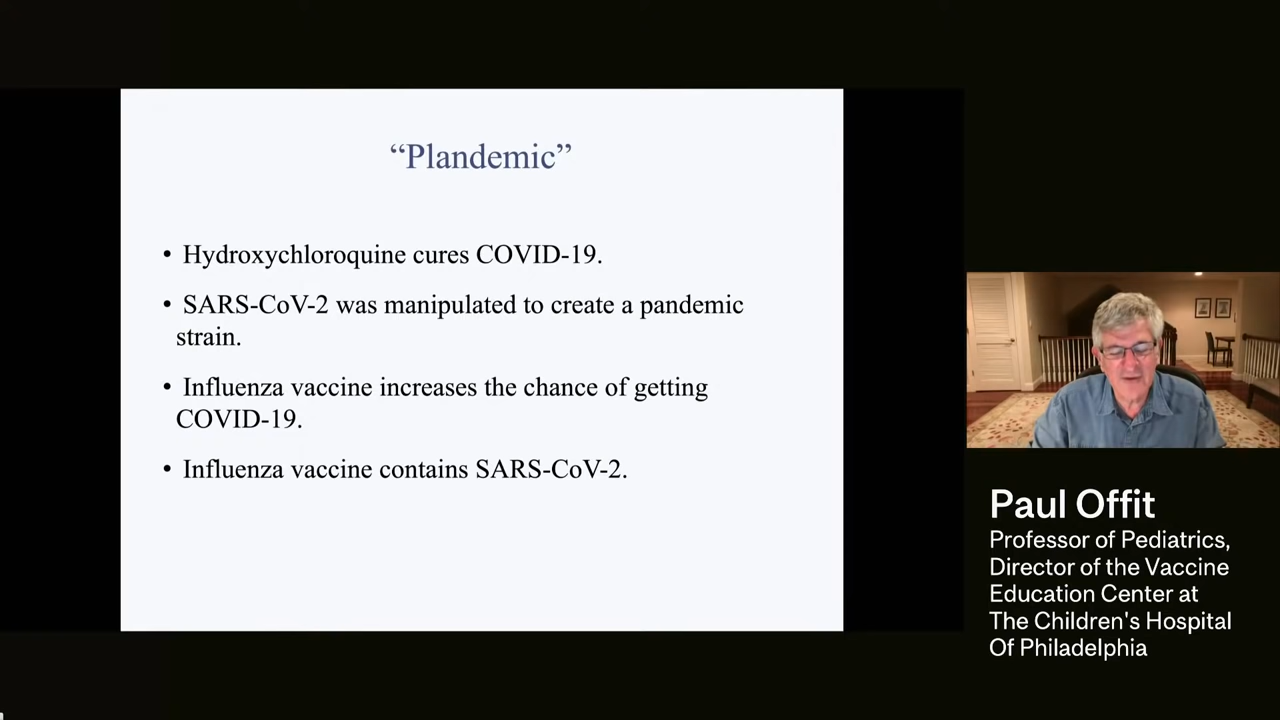 “Plandemic”
• Hydroxychloroquine cures COVID-19.
• SARS-CoV-2 was manipulated to create a pandemic
strain.
• Influenza vaccine increases the chance of getting
COVID-19.
• Influenza vaccine contains SARS-CoV-2.
Paul Offit
Professor of Pediatrics,
Director of the Vaccine
Education Center at
The Children's Hospital
Of Philadelphia